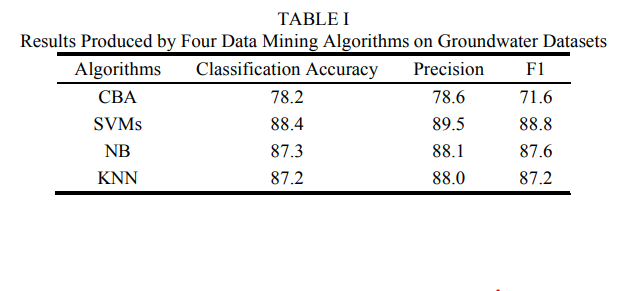 TABLE I
Results Produced by Four Data Mining Algorithms on Groundwater Datasets
Algorithms Classification Accuracy Precision F1
CBA 78.2 78.6 71.6
SVMs 88.4 89.5 88.8
NB 87.3 88.1 87.6
KNN 87.2 88.0 87.2